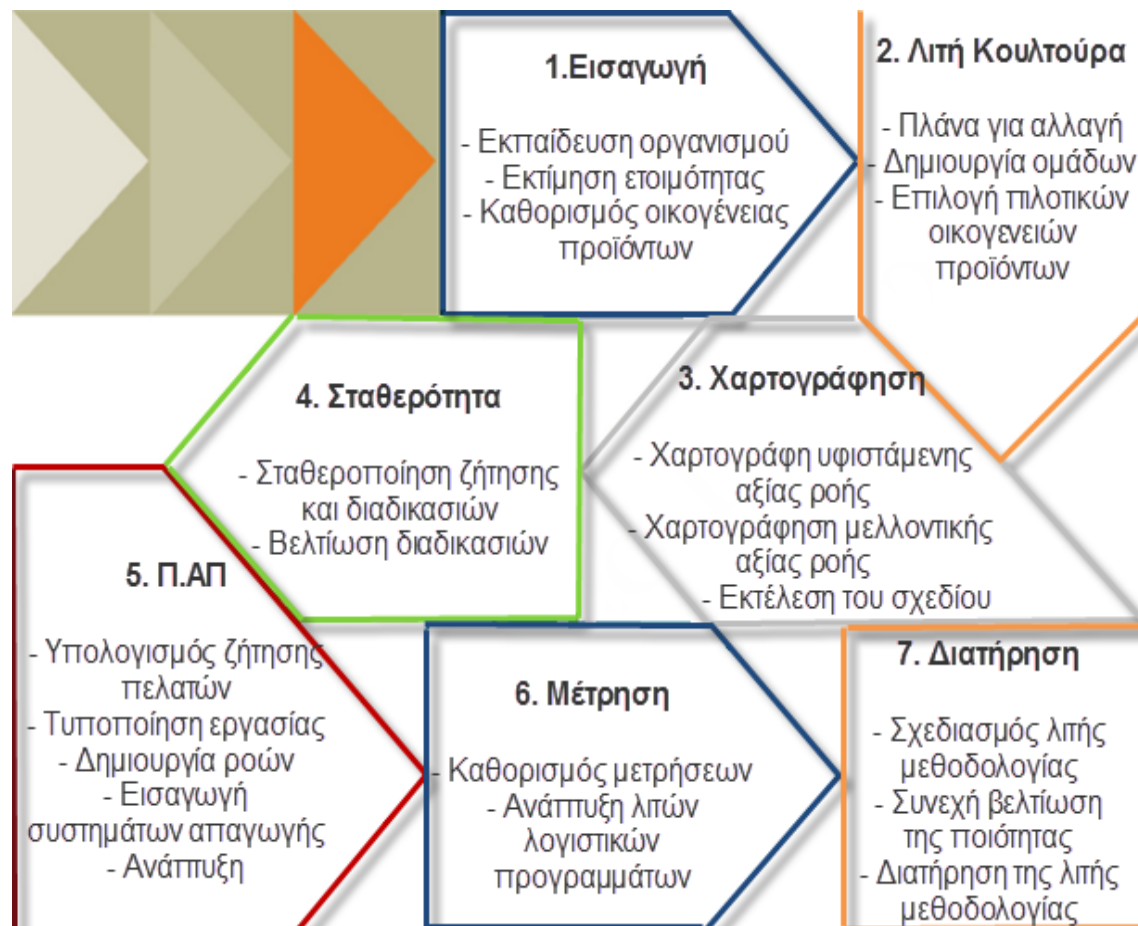 1.Εισαγωγή
- Εκπαίδευση οργανισμού
- Εκτίμηση ετοιμότητας
- Καθορισμός οικογένειας
προϊόντων
2. Λιτή Κουλτούρα
- Πλάνα για αλλαγή
- Δημιουργία ομάδων
- Επιλογή πιλοτικών
οικογενειών
προϊόντων
3. Χαρτογράφηση
- Χαρτογράφη υφιστάμενης
αξίας ροής
- Χαρτογράφηση μελλοντικής
αξίας ροής
- Εκτέλεση του σχεδίου
4. Σταθερότητα
- Σταθεροποίηση ζήτησης
και διαδικασιών
- Βελτίωση διαδικασιών
5. Π.ΑΠ
- Υπολογισμός ζήτησης
πελατών
- Τυποποίηση εργασίας
- Δημιουργία ροών
- Εισαγωγή
συστημάτων απαγωγής
- Ανάπτυξη
6. Μέτρηση
- Καθορισμός μετρήσεων
- Ανάπτυξη λιτών
λογιστικών
προγραμμάτων
7. Διατήρηση
- Σχεδιασμός λιτής
μεθοδολογίας
- Συνεχή βελτίωση
της ποιότητας
- Διατήρηση της λιτής
μεθοδολογίας